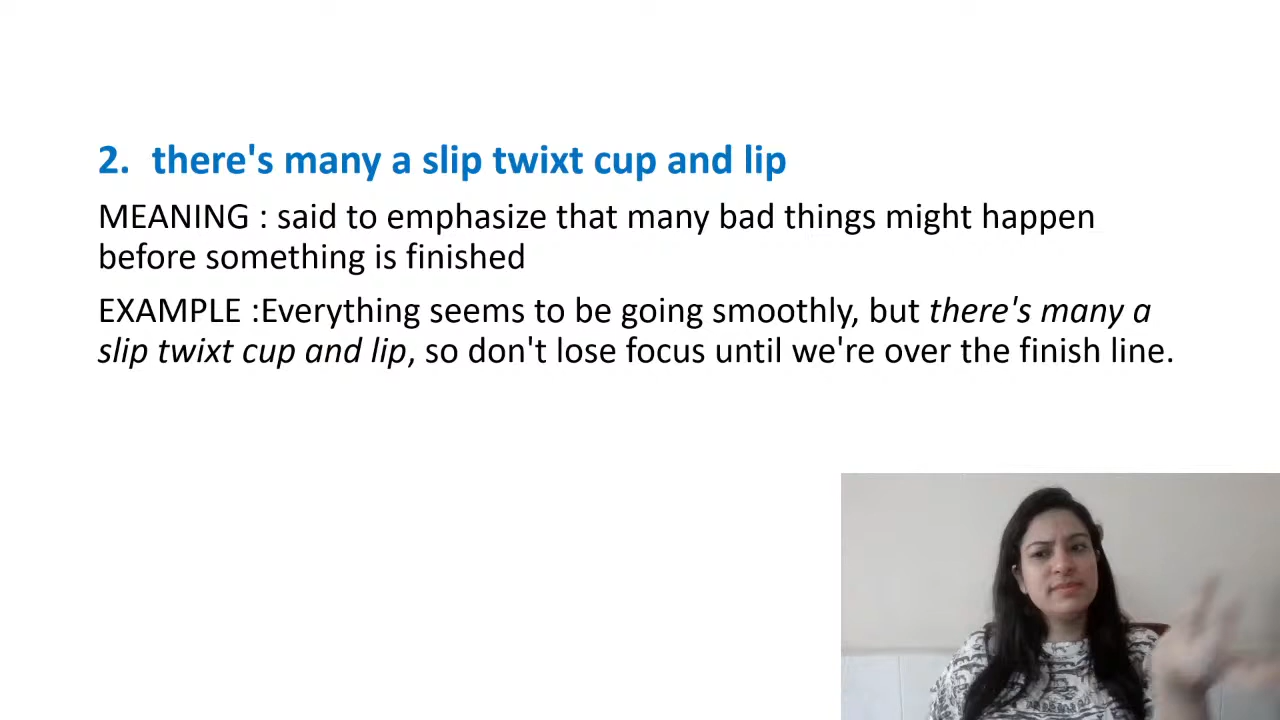 2. there's many a slip twixt cup and lip
MEANING : said to emphasize that many bad things might happen
before something is finished
EXAMPLE :Everything seems to be going smoothly, but there's many a
slip twixt cup and lip, so don't lose focus until we're over the finish line.